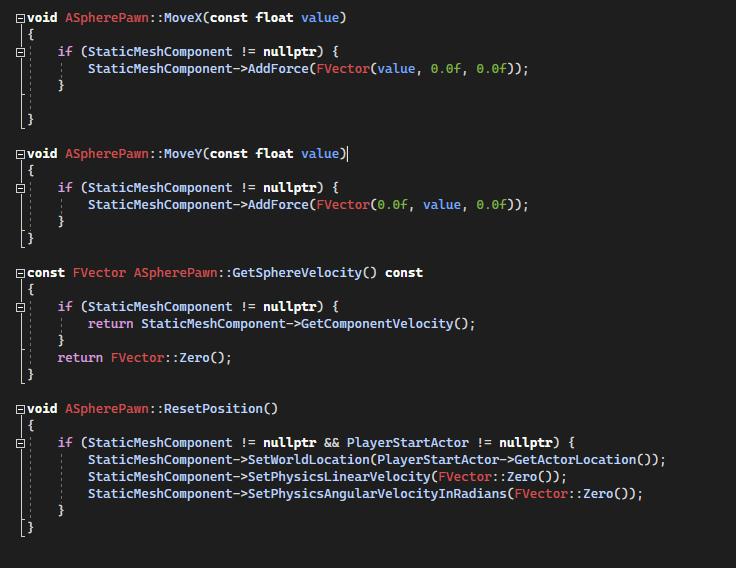 void ASpherePawn::MoveX(const float value)
{
    if (StaticMeshComponent != nullptr) {
        StaticMeshComponent->AddForce(FVector(value, 0.0f, 0.0f));
    }

}

void ASpherePawn::MoveY(const float value)
{
    if (StaticMeshComponent != nullptr) {
        StaticMeshComponent->AddForce(FVector(0.0f, value, 0.0f));
    }
}

const FVector ASpherePawn::GetSphereVelocity() const
{
    if (StaticMeshComponent != nullptr) {
        return StaticMeshComponent->GetComponentVelocity();
    }
    return FVector::Zero();
}

void ASpherePawn::ResetPosition()
{
    if (StaticMeshComponent != nullptr && PlayerStartActor != nullptr) {
        StaticMeshComponent->SetWorldLocation(PlayerStartActor->GetActorLocation());
        StaticMeshComponent->SetPhysicsLinearVelocity(FVector::Zero());
        StaticMeshComponent->SetPhysicsAngularVelocityInRadians(FVector::Zero());
    }
}